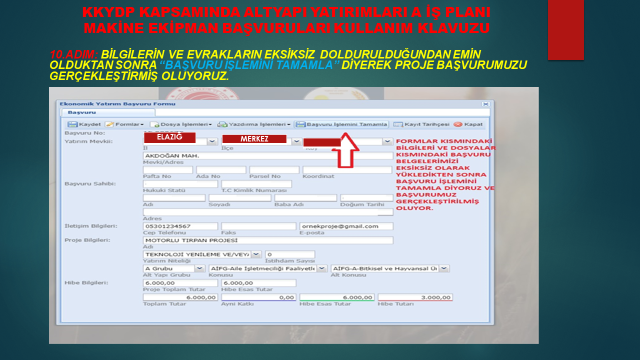 KKYDP KAPSAMINDA ALTYAPI YATIRIMLARI A İŞ PLANI
MAKİNE EKİPMAN BAŞVURULARI KULLANIM KLAVUZU
10.ADIM: BİLGİLERİN VE EVRAKLARIN EKSİKSİZ DOLDURULDUĞUNDAN EMİN
OLDUKTAN SONRA "BAŞVURU İŞLEMİNİ TAMAMLA" DİYEREK PROJE BAŞVURUMUZU
GERÇEKLEŞTİRMİŞ OLUYORUZ.
Ekonomik Yatırım Başvuru Formu
Başvuru
Kaydet Formlar Dosya İşlemleri Yazdırma İşlemleri Başvuru İşlemini Tamamla Kayıt Tarihçesi Kapat
Başvuru No:
Yatırım Mevkii: ELAZIĞ MERKEZ
İl İlçe
AKDOĞAN MAH.
Mevki/Adres
Pafta No Ada No Parsel No Koordinat
Başvuru Sahibi:
Hukuki Statü T.C Kimlik Numarası
Adı Soyadı Baba Adı Doğum Tarihi
Adres
İletişim Bilgileri: 05301234567 ornekproje@gmail.com
Cep Telefonu Faks E-posta
Proje Bilgileri: MOTORLU TIRPAN PROJESİ
Adı
TEKNOLOJİ YENİLEME VE/VEYA 0
Yatırım Niteliği İstihdam Sayısı
A Grubu AİFG-Aile İşletmeciliği Faaliyetle AİFG-A-Bitkisel ve Hayvansal Ür
Alt Yapı Grubu Konusu Alt Konusu
Hibe Bilgileri: 6.000,00 6.000,00
Proje Toplam Tutar Hibe Esas Tutar
6.000,00 0,00 6.000,00 3.000,00
Toplam Tutar Ayni Katkı Hibe Esas Tutar Hibe Tutarı
FORMLAR KISMINDAKİ
BİLGİLERİ VE DOSYALAR
KISMINDAKİ BAŞVURU
BELGELERİMİZİ
EKSİKSİZ OLARAK
YÜKLEDİKTEN SONRA
BAŞVURU İŞLEMİNİ
TAMAMLA DİYORUZ VE
BAŞVURUMUZ
GERÇEKLEŞTİRİLMİŞ
OLUYOR.